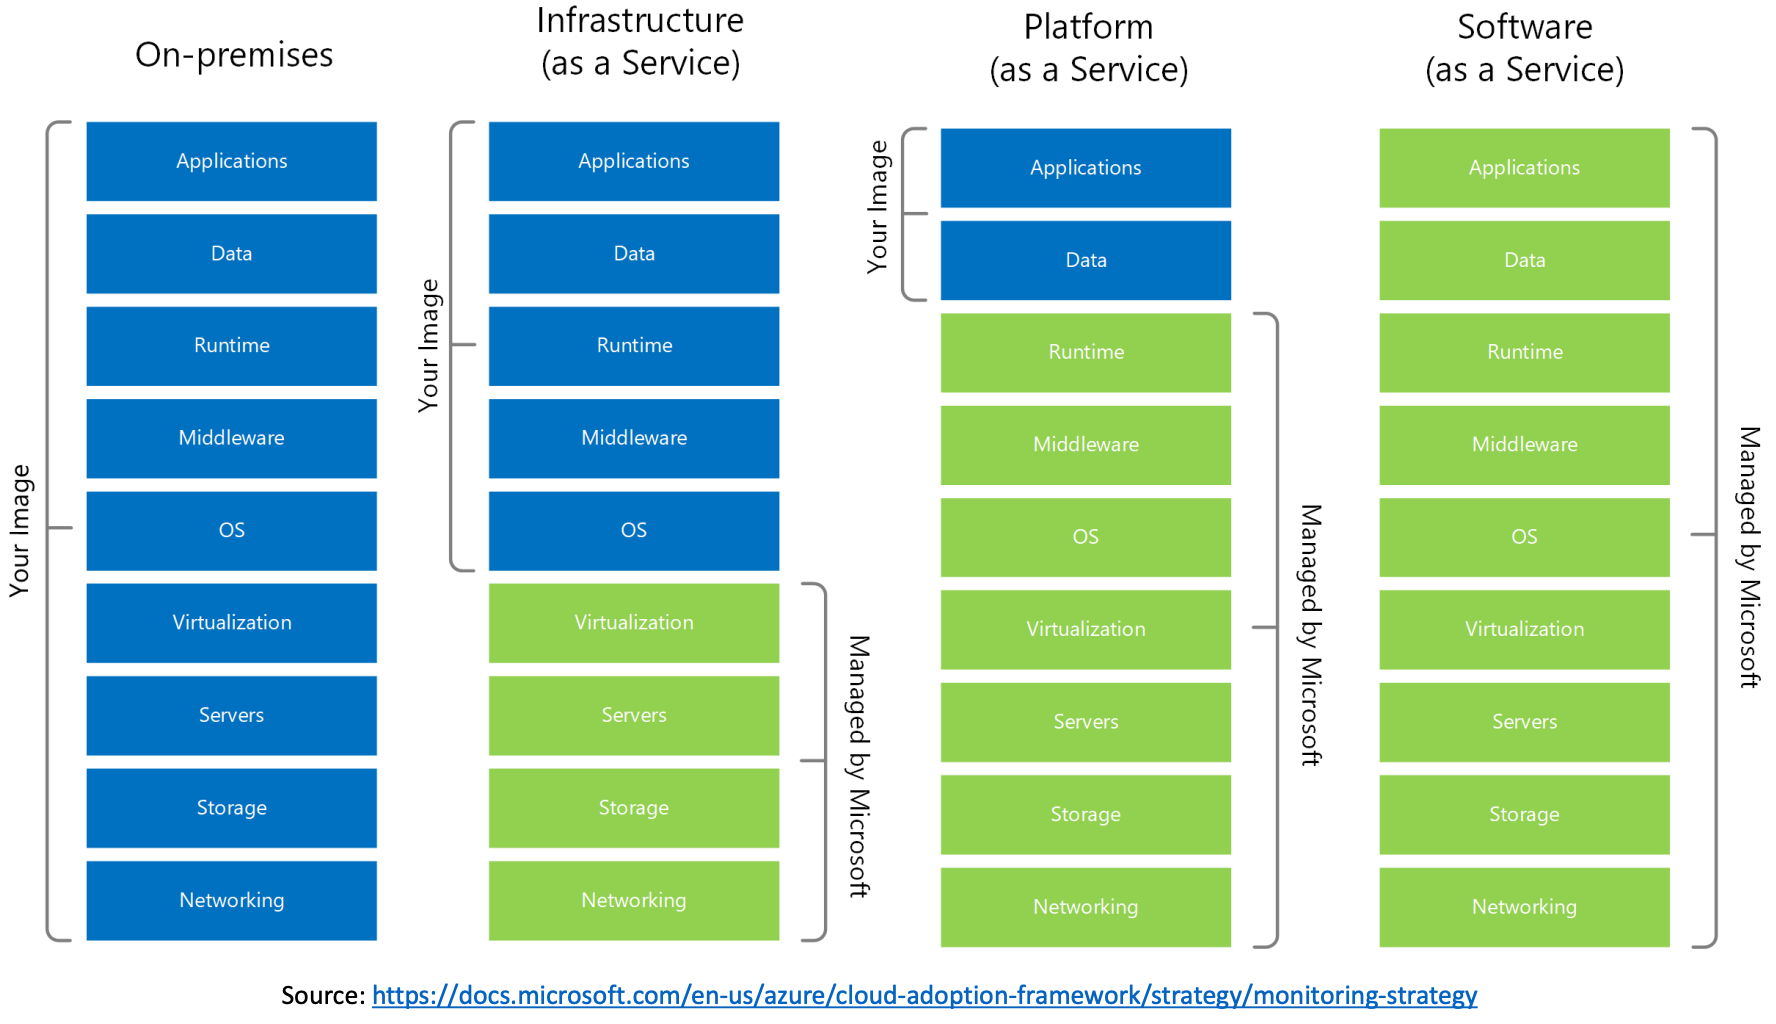 On-premises
Your Image
Applications
Data
Runtime
Middleware
OS
Virtualization
Servers
Storage
Networking
Infrastructure
(as a Service)
Your Image
Applications
Data
Runtime
Middleware
OS
Virtualization
Servers
Storage
Networking
Managed by Microsoft
Platform
(as a Service)
Your Image
Applications
Data
Runtime
Middleware
OS
Virtualization
Servers
Storage
Networking
Managed by Microsoft
Software
(as a Service)
Applications
Data
Runtime
Middleware
OS
Virtualization
Servers
Storage
Networking
Managed by Microsoft
Source: https://docs.microsoft.com/en-us/azure/cloud-adoption-framework/strategy/monitoring-strategy